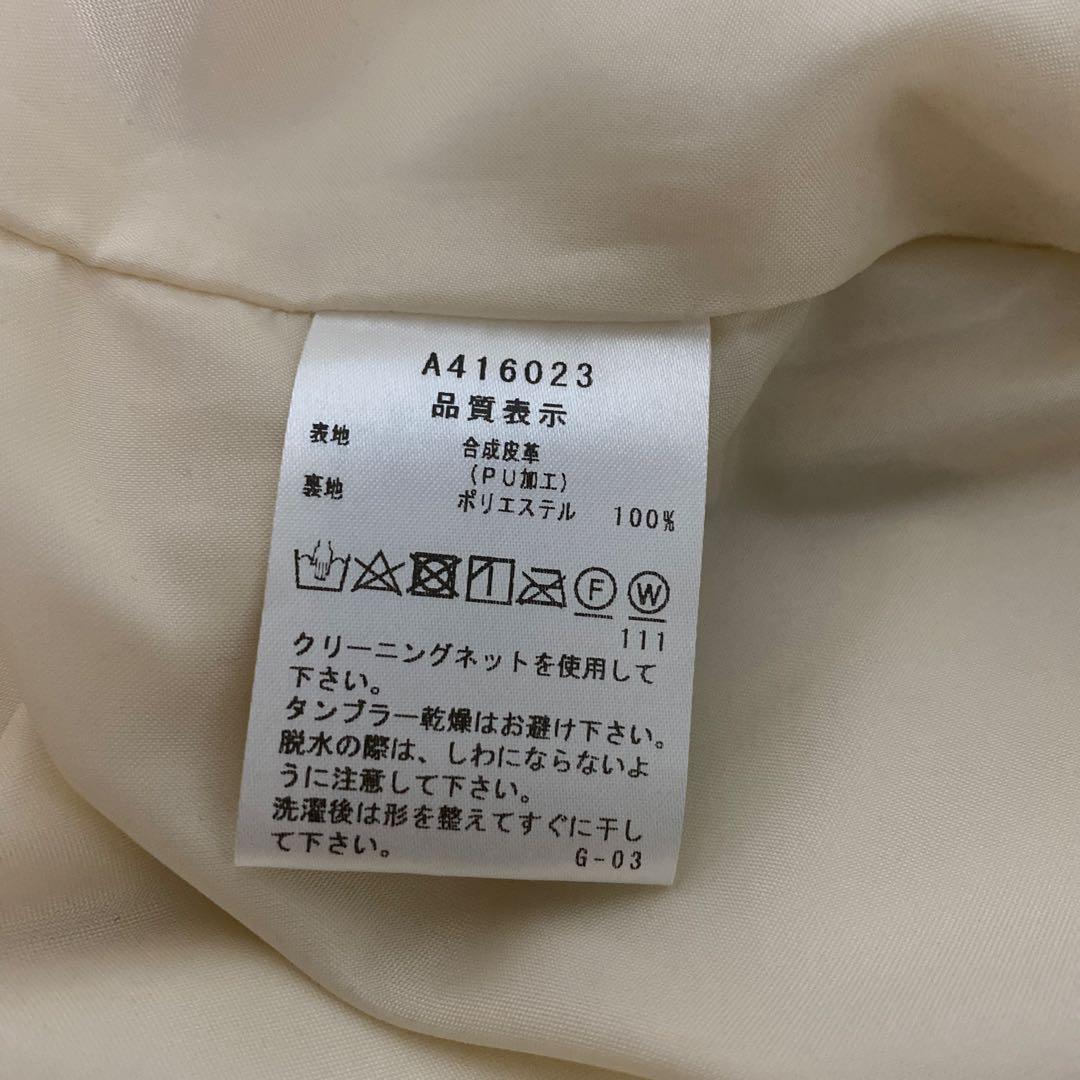 A416023
品質表示
表地 合成皮革
(PU加工)
裏地 ポリエステル 100%
F W
111
クリーニングネットを使用して
下さい。
タンブラー乾燥はお避け下さい。
脱水の際は、しわにならないよ
うに注意して下さい。
洗濯後は形を整えてすぐに干し
て下さい。 G-03